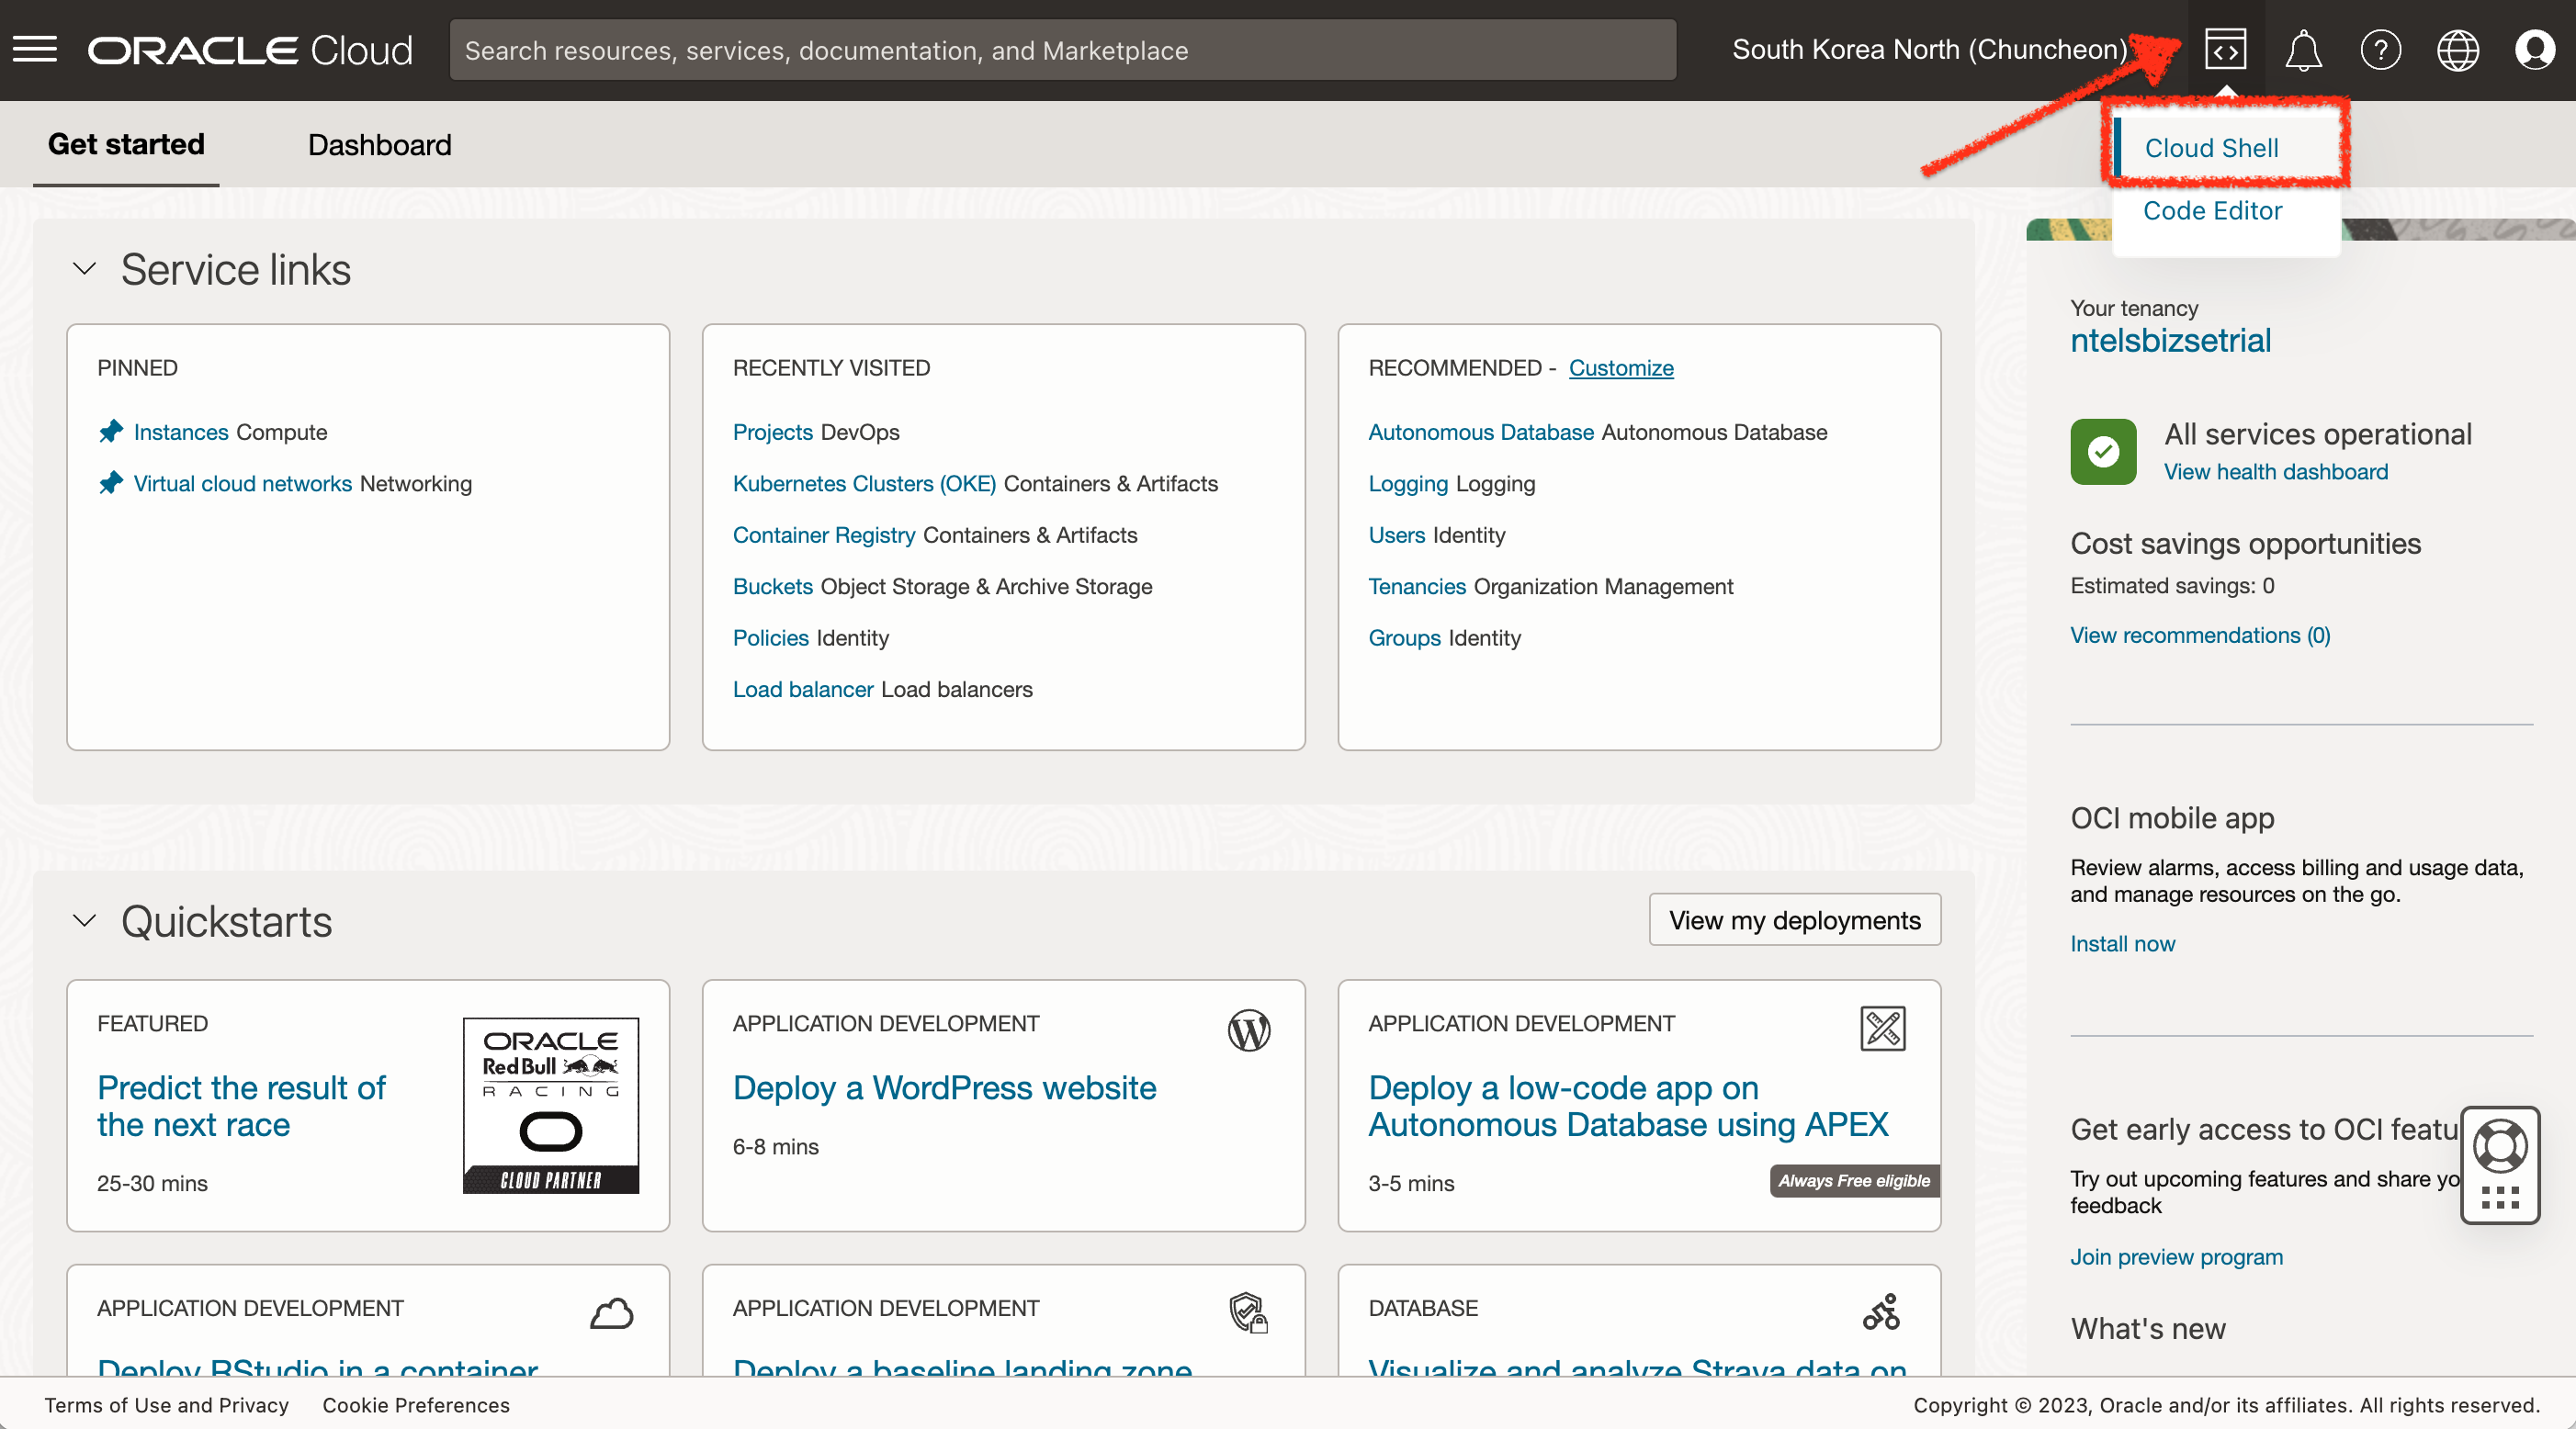 ORACLE Cloud
Search resources, services, documentation, and Marketplace
South Korea North (Chuncheon)
Cloud Shell
Code Editor
Get started
Dashboard
Service links
PINNED
Instances Compute
Virtual cloud networks Networking
RECENTLY VISITED
Projects DevOps
Kubernetes Clusters (OKE) Containers & Artifacts
Container Registry Containers & Artifacts
Buckets Object Storage & Archive Storage
Policies Identity
Load balancer Load balancers
RECOMMENDED - Customize
Autonomous Database Autonomous Database
Logging Logging
Users Identity
Tenancies Organization Management
Groups Identity
Your tenancy
ntelsbizsetrial
All services operational
View health dashboard
Cost savings opportunities
Estimated savings: 0
View recommendations (0)
OCI mobile app
Review alarms, access billing and usage data,
and manage resources on the go.
Install now
Get early access to OCI featu
Try out upcoming features and share yo
feedback
Join preview program
What's new
Quickstarts
View my deployments
FEATURED
Predict the result of
the next race
25-30 mins
ORACLE
Red Bull
RACING
CLOUD PARTNER
APPLICATION DEVELOPMENT
Deploy a WordPress website
6-8 mins
APPLICATION DEVELOPMENT
Deploy a low-code app on
Autonomous Database using APEX
3-5 mins
Always Free eligible
APPLICATION DEVELOPMENT
Deploy RStudio in a container
APPLICATION DEVELOPMENT
Deploy a baseline landing zone
DATABASE
Visualize and analyze Strava data on
Terms of Use and Privacy
Cookie Preferences
Copyright © 2023, Oracle and/or its affiliates. All rights reserved.